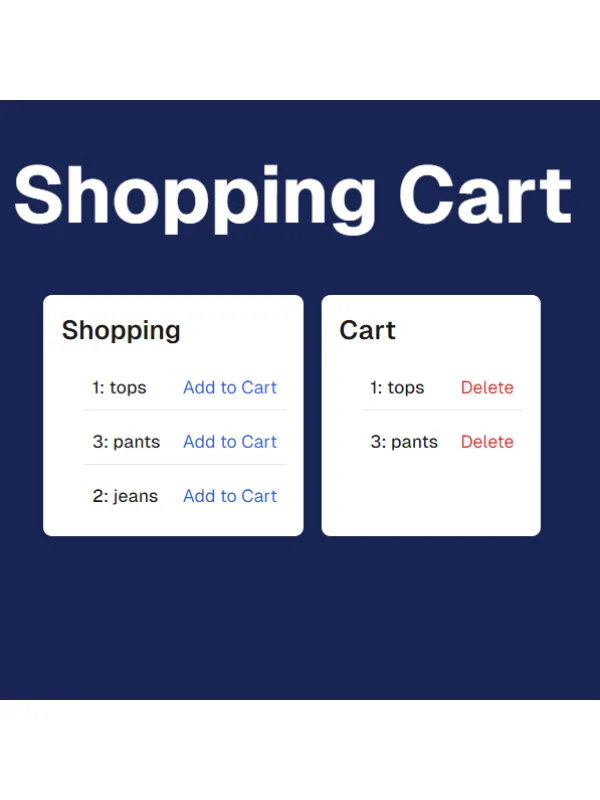 Shopping Cart
Shopping
1: tops Add to Cart
3: pants Add to Cart
2: jeans Add to Cart
Cart
1: tops Delete
3: pants Delete